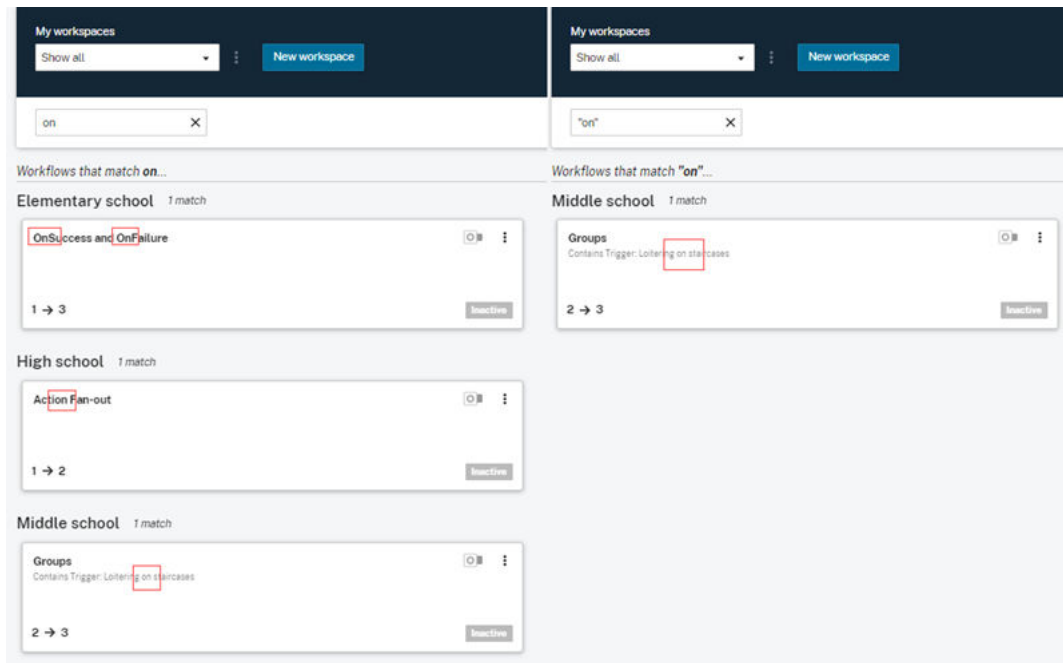 My workspaces
Show all
New workspace
on
Workflows that match on...
Elementary school 1 match
OnSuccess and OnFailure
1 → 3
Inactive
High school 1 match
Action Fan-out
1 → 2
Inactive
Middle school 1 match
Groups
Contains Trigger: Loitering on staircases
2 → 3
Inactive
My workspaces
Show all
New workspace
"on"
Workflows that match "on"...
Middle school 1 match
Groups
Contains Trigger: Loitering on staircases
2 → 3
Inactive